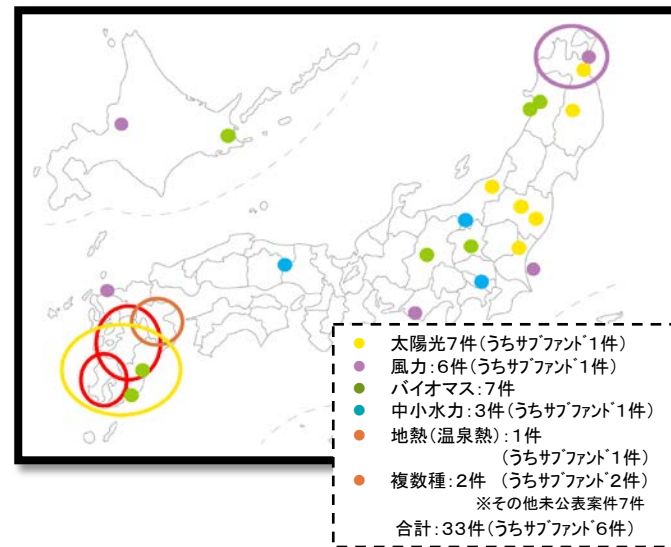 太陽光7件(うちｻﾌﾞﾌｧﾝﾄﾞ1件)
風力:6件(うちｻﾌﾞﾌｧﾝﾄﾞ1件)
バイオマス:7件
中小水力:3件(うちｻﾌﾞﾌｧﾝﾄﾞ1件)
地熱(温泉熱):1件
(うちｻﾌﾞﾌｧﾝﾄﾞ1件)
複数種:2件 (うちｻﾌﾞﾌｧﾝﾄﾞ2件)
※その他未公表案件7件
合計:33件(うちｻﾌﾞﾌｧﾝﾄﾞ6件)